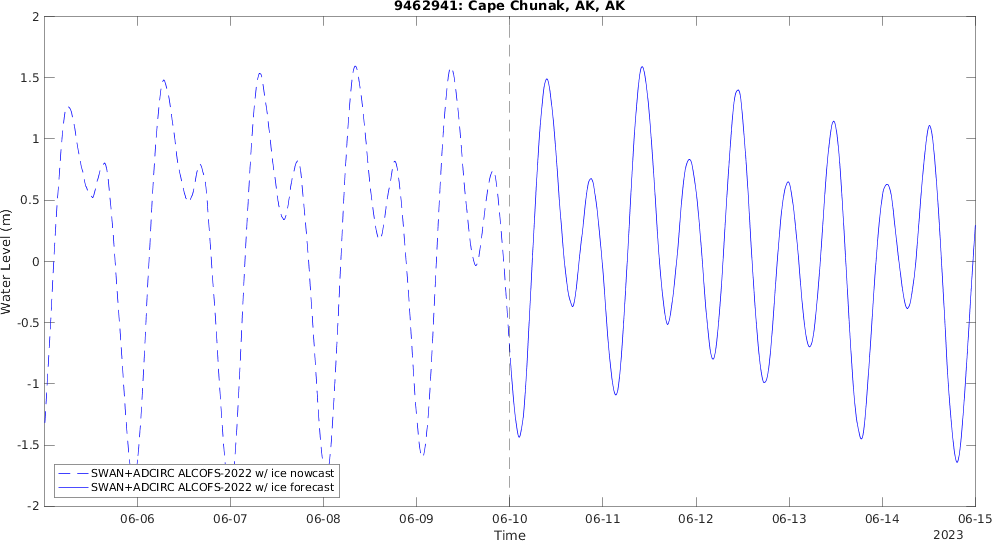 9462941: Cape Chunak, AK, AK
2
1.5
1
0.5
0
-0.5
-1
-1.5
-2
Water Level (m)
SWAN+ADCIRC ALCOFS-2022 w/ ice nowcast
SWAN+ADCIRC ALCOFS-2022 w/ ice forecast
06-06 06-07 06-08 06-09 06-10 06-11 06-12 06-13 06-14 06-15
Time
2023